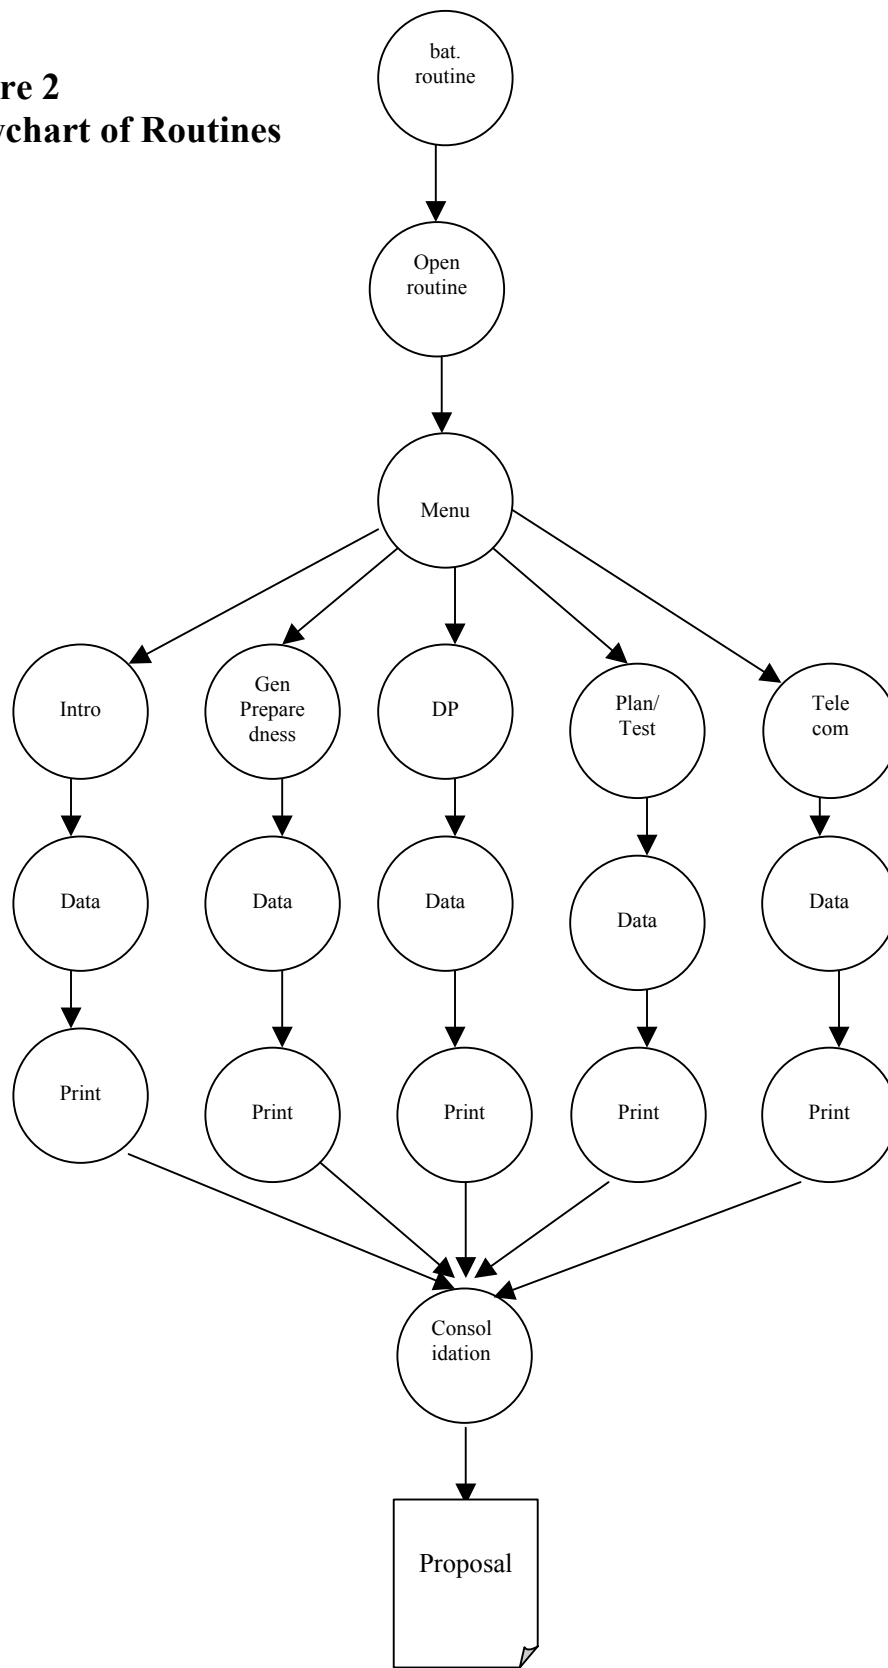 re 2
chart of Routines
bat.
routine
Open
routine
Menu
Intro
Gen
Prepare
dness
DP
Plan/
Test
Tele
com
Data
Data
Data
Data
Data
Print
Print
Print
Print
Print
Consol
idation
Proposal